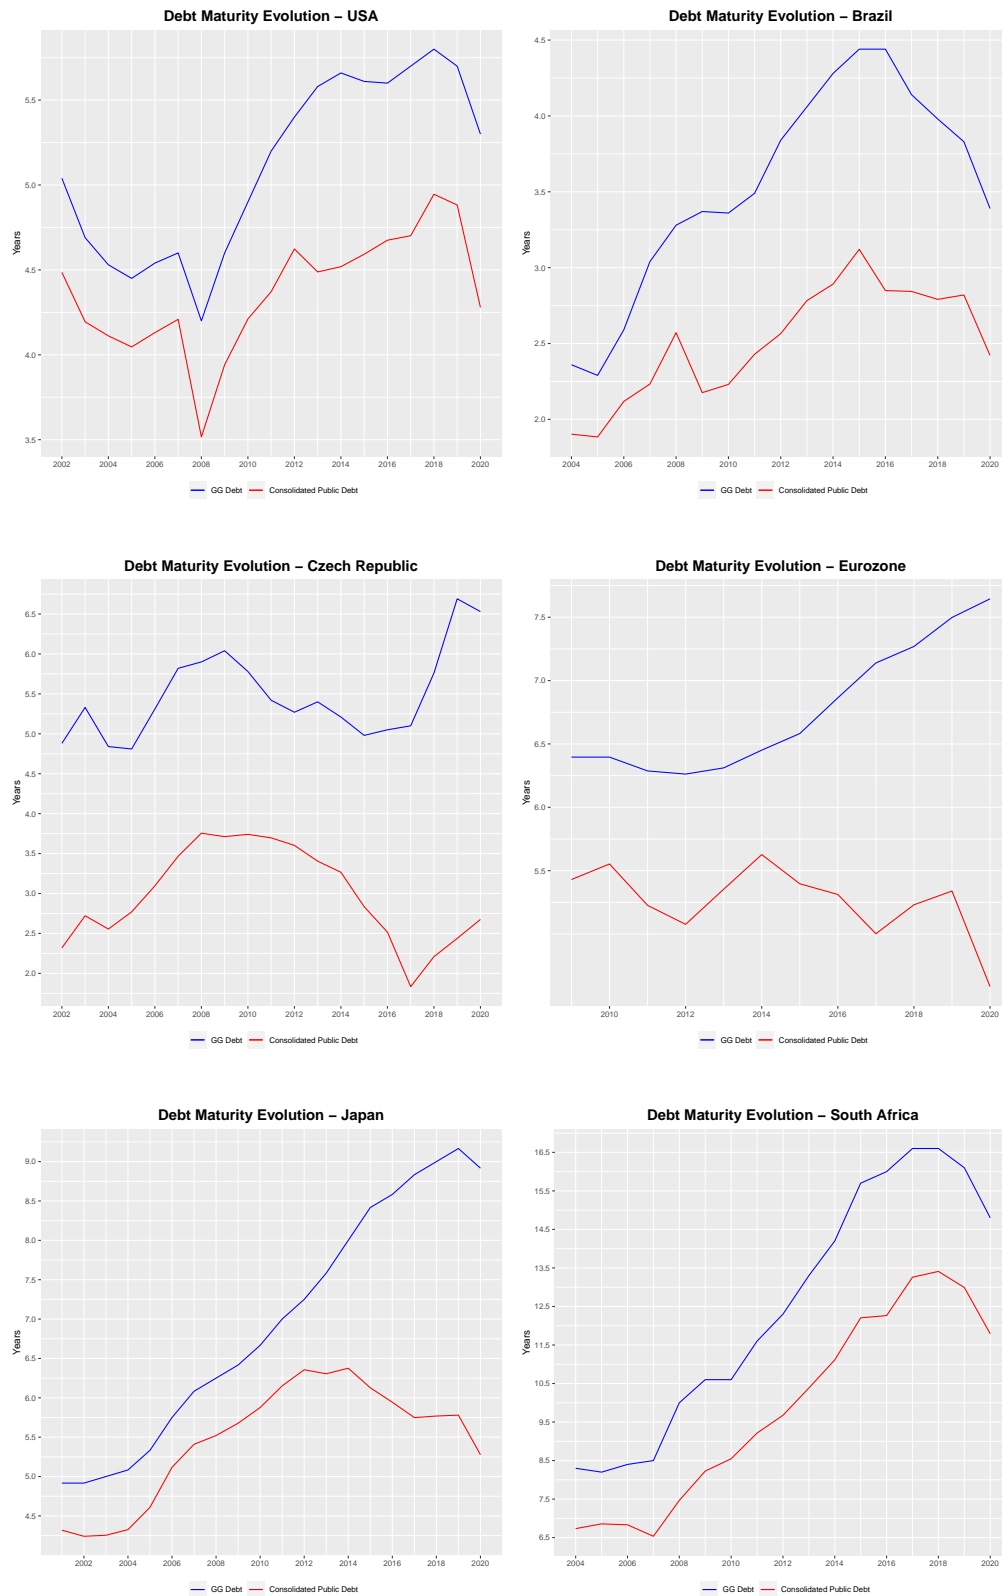 Debt Maturity Evolution – USA
Years
5.5
5.0
4.5
4.0
3.5
2002 2004 2006 2008 2010 2012 2014 2016 2018 2020
GG Debt Consolidated Public Debt
Debt Maturity Evolution – Brazil
Years
4.5
4.0
3.5
3.0
2.5
2.0
2004 2006 2008 2010 2012 2014 2016 2018 2020
GG Debt Consolidated Public Debt
Debt Maturity Evolution – Czech Republic
Years
6.5
6.0
5.5
5.0
4.5
4.0
3.5
3.0
2.5
2.0
2002 2004 2006 2008 2010 2012 2014 2016 2018 2020
GG Debt Consolidated Public Debt
Debt Maturity Evolution – Eurozone
Years
7.5
7.0
6.5
6.0
5.5
2010 2012 2014 2016 2018 2020
GG Debt Consolidated Public Debt
Debt Maturity Evolution – Japan
Years
9.0
8.5
8.0
7.5
7.0
6.5
6.0
5.5
5.0
4.5
2002 2004 2006 2008 2010 2012 2014 2016 2018 2020
GG Debt Consolidated Public Debt
Debt Maturity Evolution – South Africa
Years
16.5
15.5
14.5
13.5
12.5
11.5
10.5
9.5
8.5
7.5
6.5
2004 2006 2008 2010 2012 2014 2016 2018 2020
GG Debt Consolidated Public Debt